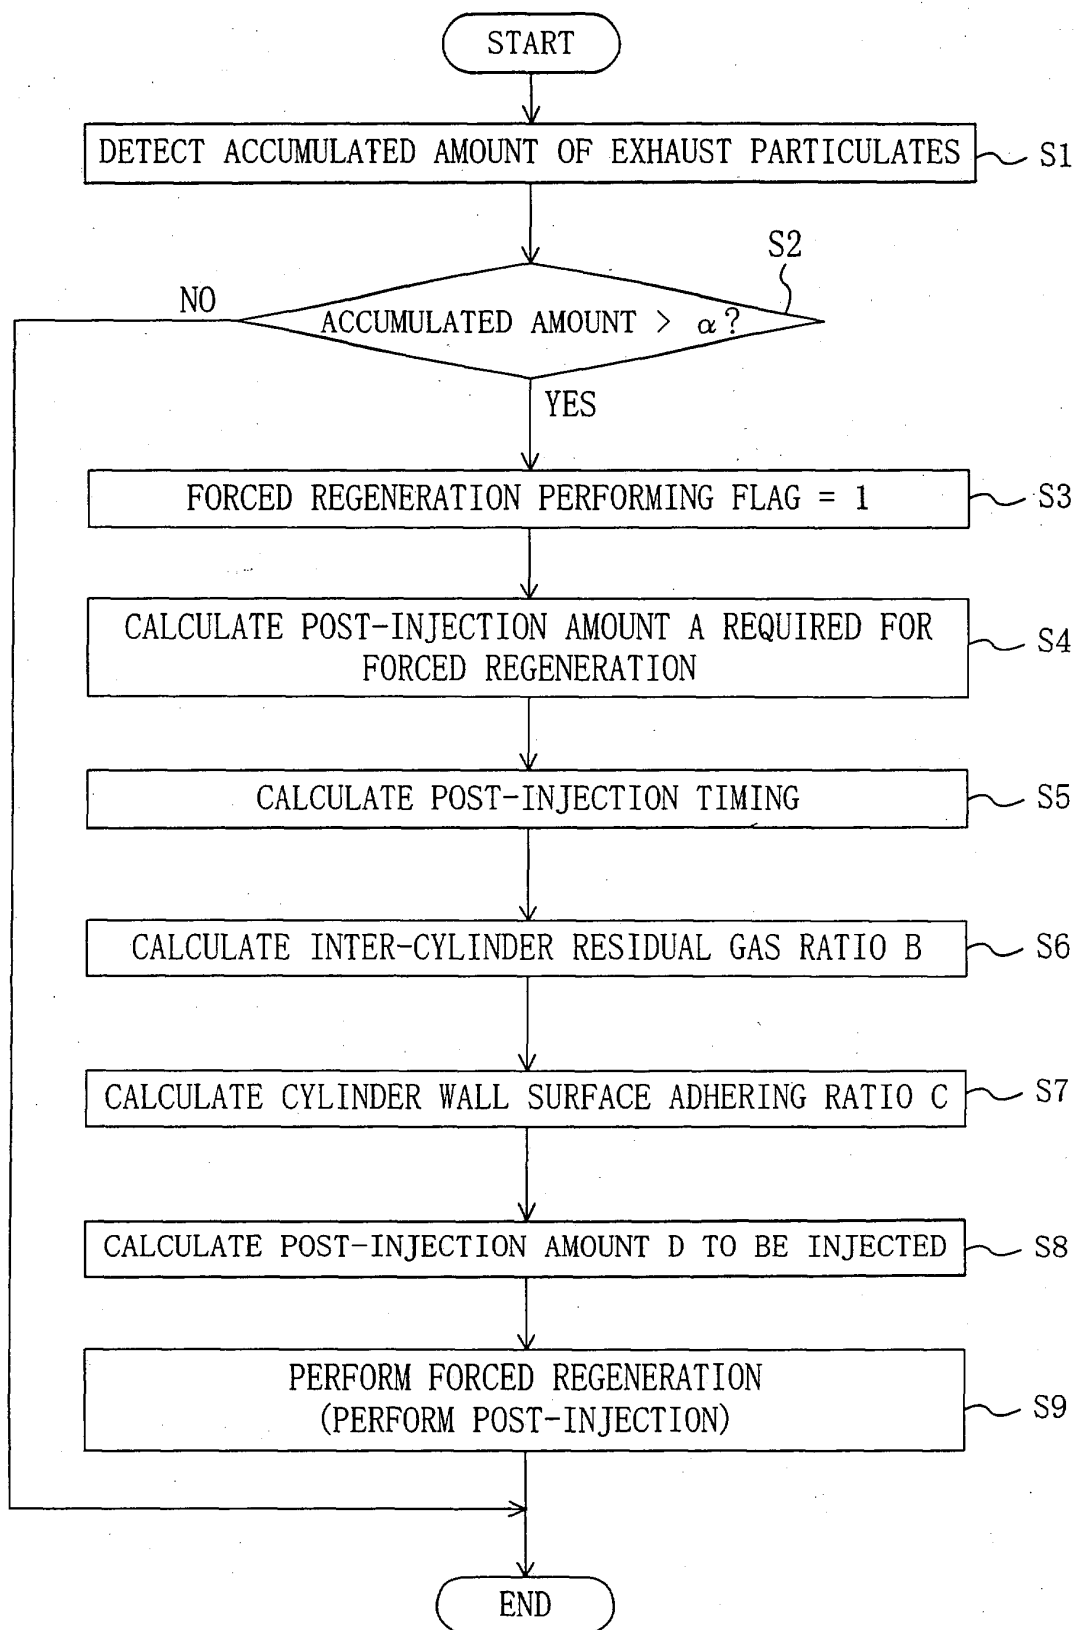 START
DETECT ACCUMULATED AMOUNT OF EXHAUST PARTICULATES
S1
S2
NO
ACCUMULATED AMOUNT > α?
YES
FORCED REGENERATION PERFORMING FLAG = 1
S3
CALCULATE POST-INJECTION AMOUNT A REQUIRED FOR
FORCED REGENERATION
S4
CALCULATE POST-INJECTION TIMING
S5
CALCULATE INTER-CYLINDER RESIDUAL GAS RATIO B
S6
CALCULATE CYLINDER WALL SURFACE ADHERING RATIO C
S7
CALCULATE POST-INJECTION AMOUNT D TO BE INJECTED
S8
PERFORM FORCED REGENERATION
(PERFORM POST-INJECTION)
S9
END